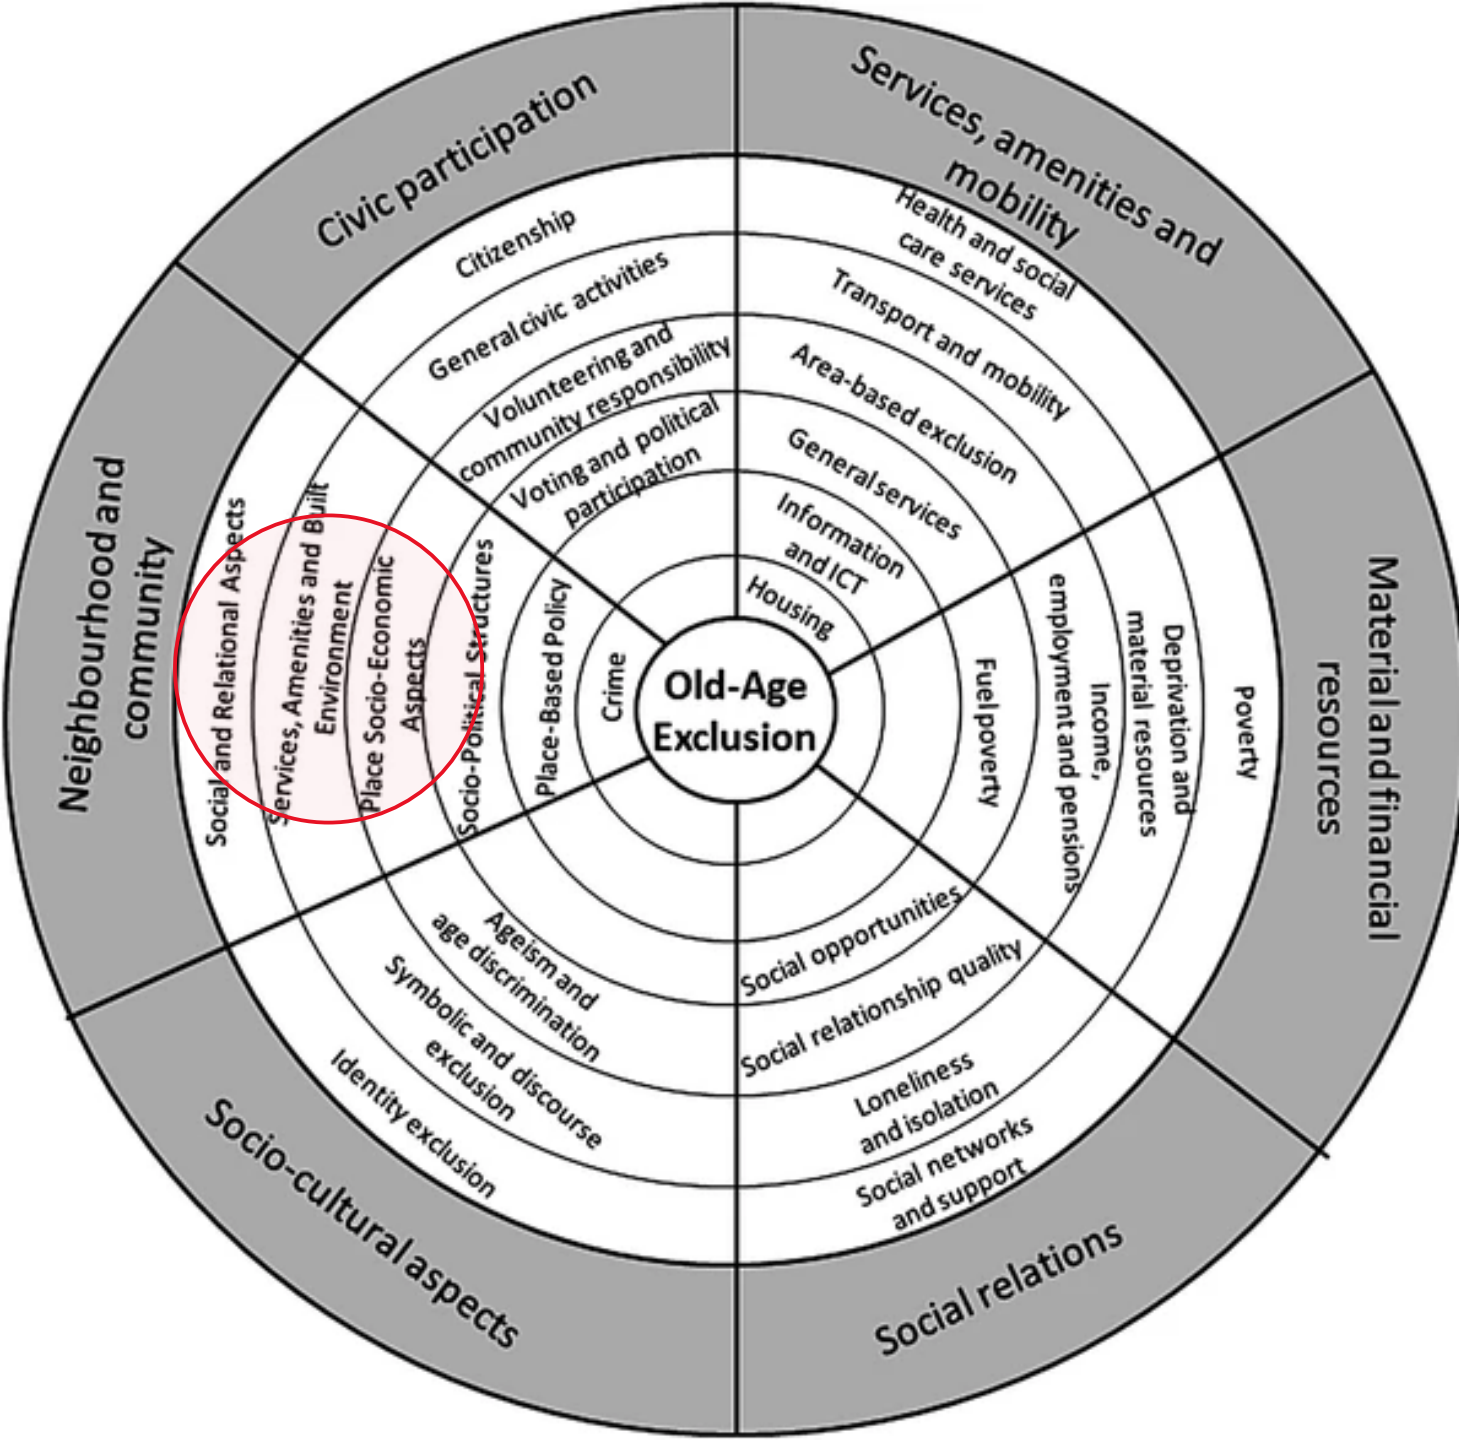 Civic participation
Citizenship
General civic activities
Volunteering and
community responsibility
Voting and political
participation
Services, amenities and
mobility
Health and social
care services
Transport and mobility
Area-based exclusion
General services
Information
and ICT
Housing
Material and financial
resources
Poverty
Deprivation and
material resources
Income,
employment and pensions
Fuel poverty
Social relations
Social networks
and support
Loneliness
and isolation
Social relationship quality
Social opportunities
Socio-cultural aspects
Identity exclusion
Symbolic and discourse
exclusion
Ageism and
age discrimination
Neighbourhood and
community
Social and Relational Aspects
Services, Amenities and Built
Environment
Place Socio-Economic
Aspects
Socio-Political Structures
Place-Based Policy
Crime
Old-Age
Exclusion